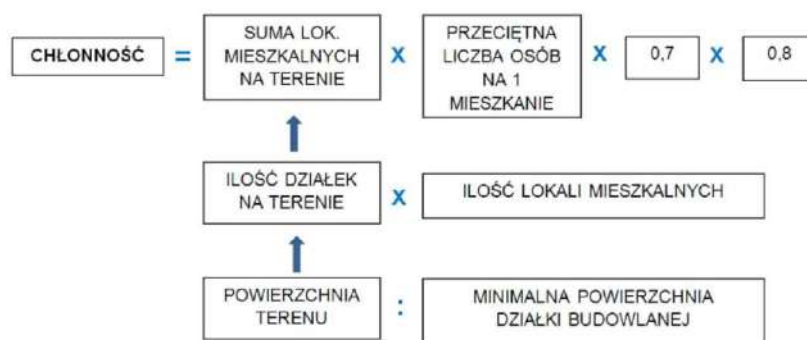 CHŁONNOŚĆ
=
SUMA LOK.
MIESZKALNYCH
NA TERENIE
X
PRZECIĘTNA
LICZBA OSÓB
NA 1
MIESZKANIE
X
0,7
X
0,8
ILOŚĆ DZIAŁEK
NA TERENIE
X
ILOŚĆ LOKALI MIESZKALNYCH
POWIERZCHNIA
TERENU
:
MINIMALNA POWIERZCHNIA
DZIAŁKI BUDOWLANEJ